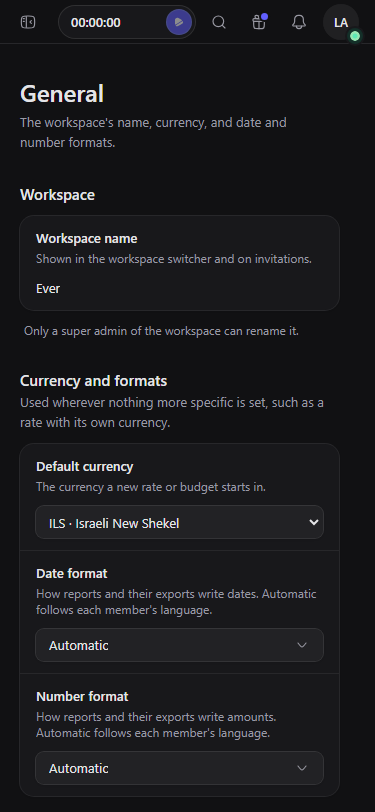 00:00:00
LA
General
The workspace's name, currency, and date and
number formats.
Workspace
Workspace name
Shown in the workspace switcher and on invitations.
Ever
Only a super admin of the workspace can rename it.
Currency and formats
Used wherever nothing more specific is set, such as a
rate with its own currency.
Default currency
The currency a new rate or budget starts in.
ILS · Israeli New Shekel
Date format
How reports and their exports write dates. Automatic
follows each member's language.
Automatic
Number format
How reports and their exports write amounts.
Automatic follows each member's language.
Automatic